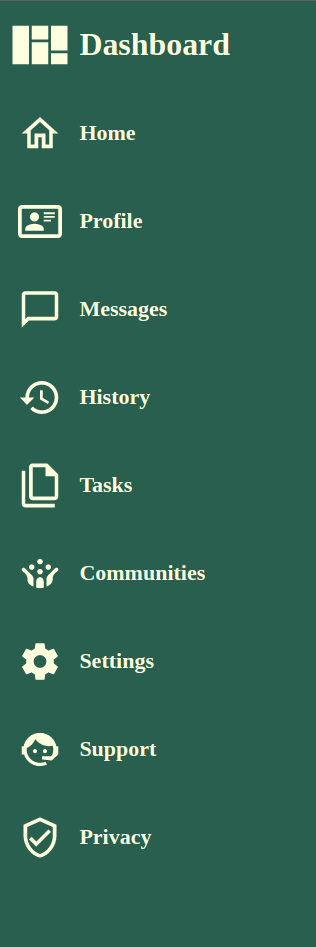 Dashboard
Home
Profile
Messages
History
Tasks
Communities
Settings
Support
Privacy